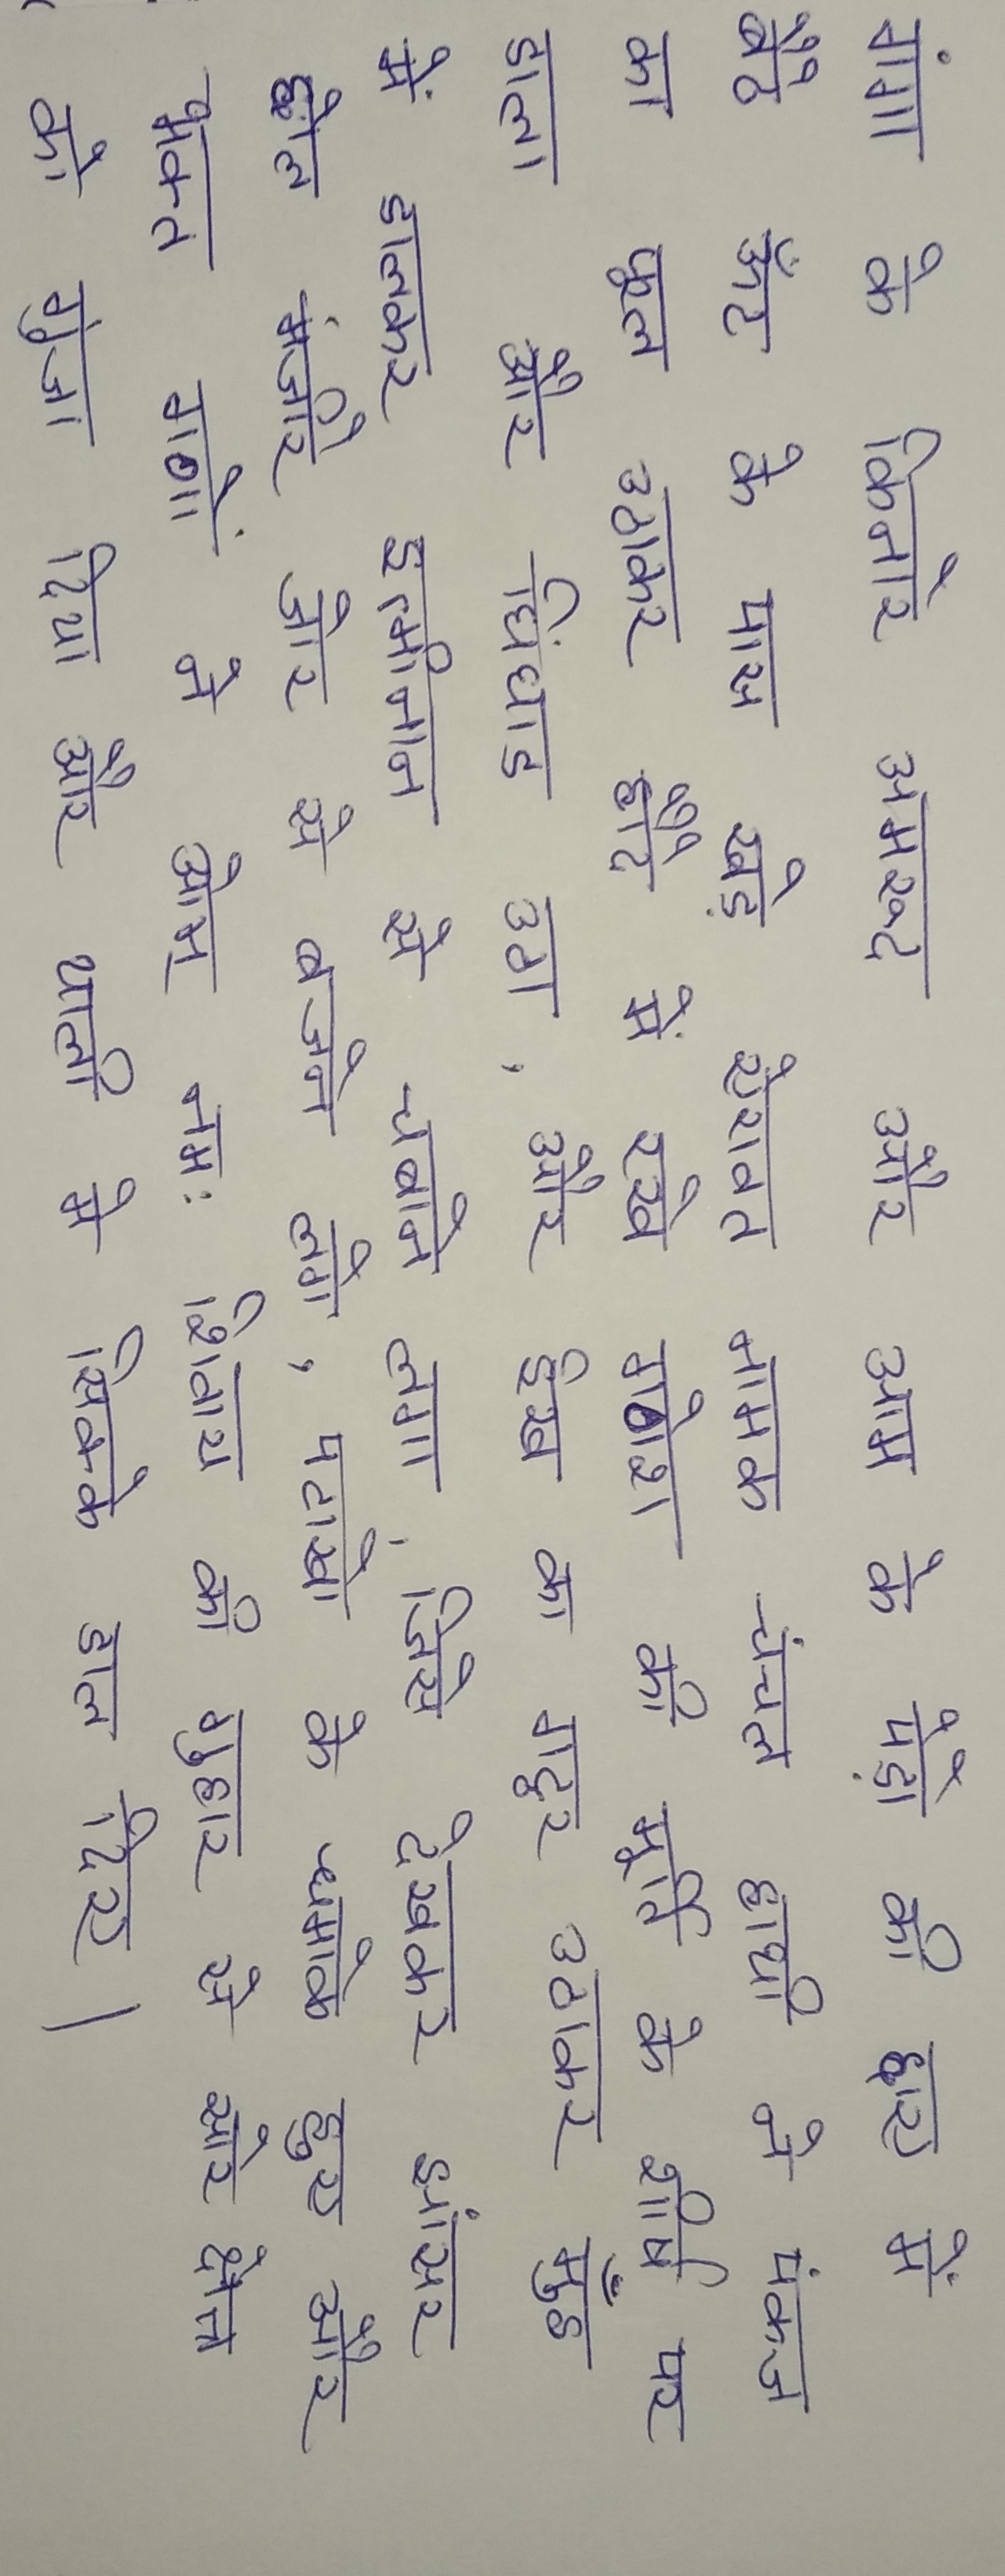 गंगा के किनारे अमरूद और आम के पेड़ो की छाए में
बैठे ऊँट के पास खड़े ऐरावत नामक चंचल हाथी ने पंकज
का फूल उठाकर हौदे में रखे गणेश की मूर्ति के शीर्ष पर
डाला और घिंघाड उठा, और ईख का गट्ठर उठाकर मुँह
में डालकर इत्मीनान से चबाने लगा, जिसे देखकर झांसर
ढोल मंजीरे जोर से बजने लगे, पटाखो के धमाके हुए और
भक्त गणों ने ओम् नमः शिवाय की गुहार से सारे क्षेत्र
को गुंजा दिया और थाली मे सिक्के डाल दिए।